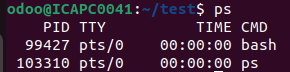 odoo@ICAPC0041:~/test$ ps
    PID TTY          TIME CMD
  99427 pts/0    00:00:00 bash
 103310 pts/0    00:00:00 ps